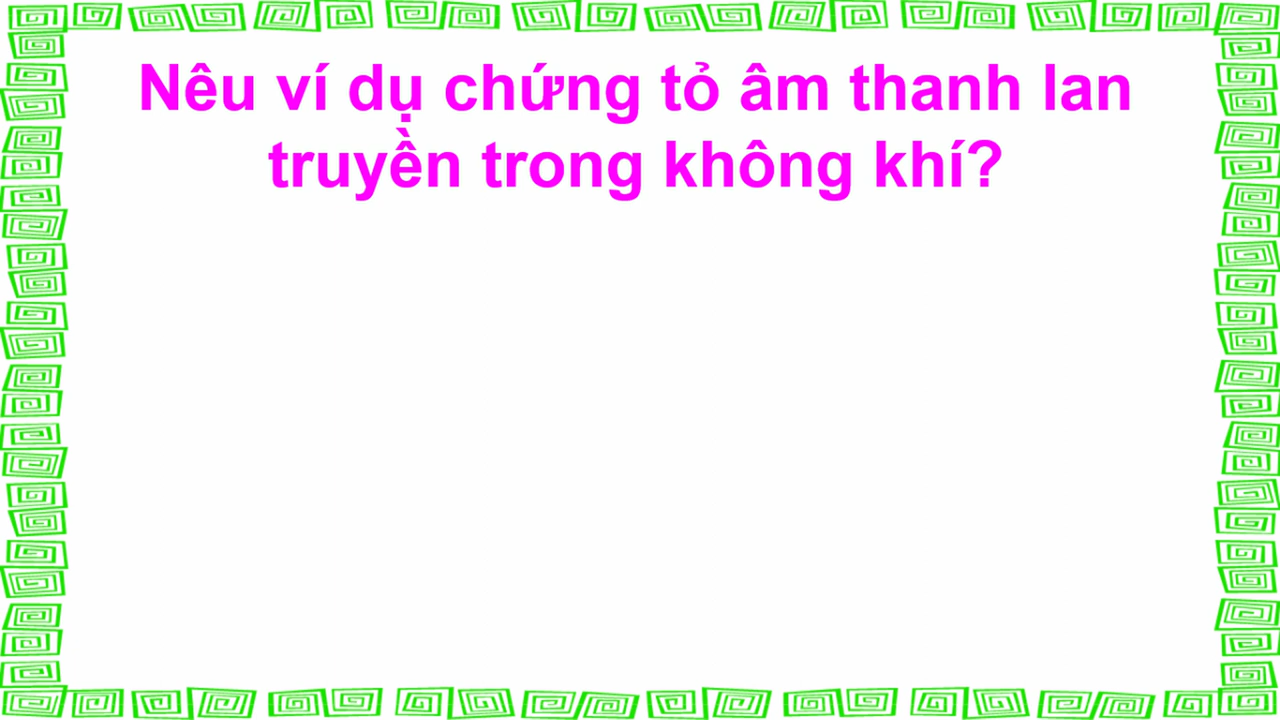 Nêu ví dụ chứng tỏ âm thanh lan
truyền trong không khí?